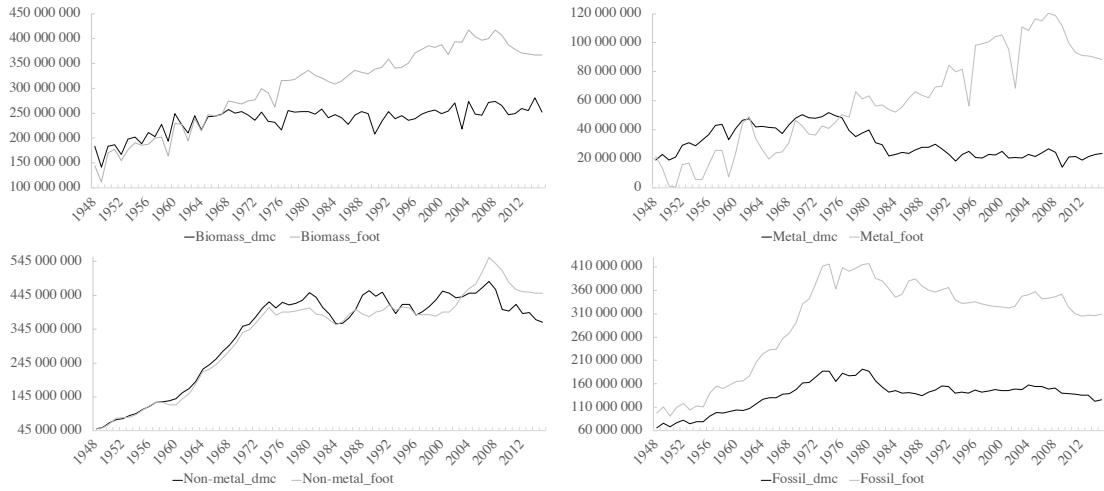 450 000 000
400 000 000
350 000 000
300 000 000
250 000 000
200 000 000
150 000 000
100 000 000
1948 1952 1956 1960 1964 1968 1972 1976 1980 1984 1988 1992 1996 2000 2004 2008 2012
Biomass_dmc Biomass_foot
120 000 000
100 000 000
80 000 000
60 000 000
40 000 000
20 000 000
0
1948 1952 1956 1960 1964 1968 1972 1976 1980 1984 1988 1992 1996 2000 2004 2008 2012
Metal_dmc Metal_foot
545 000 000
445 000 000
345 000 000
245 000 000
145 000 000
45 000 000
1948 1952 1956 1960 1964 1968 1972 1976 1980 1984 1988 1992 1996 2000 2004 2008 2012
Non-metal_dmc Non-metal_foot
410 000 000
360 000 000
310 000 000
260 000 000
210 000 000
160 000 000
110 000 000
60 000 000
1948 1952 1956 1960 1964 1968 1972 1976 1980 1984 1988 1992 1996 2000 2004 2008 2012
Fossil_dmc Fossil_foot